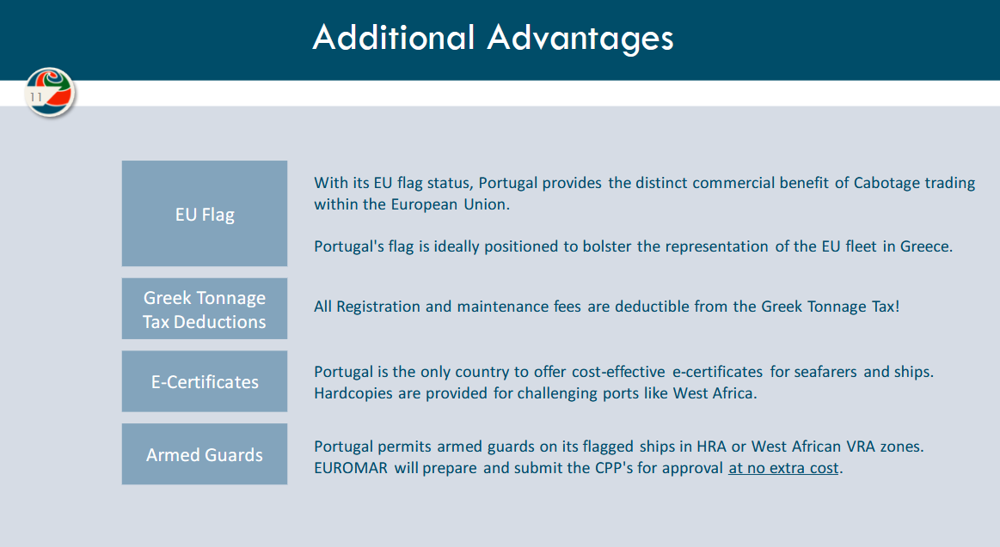 Additional Advantages
11
EU Flag
With its EU flag status, Portugal provides the distinct commercial benefit of Cabotage trading
within the European Union.
Portugal's flag is ideally positioned to bolster the representation of the EU fleet in Greece.
Greek Tonnage
Tax Deductions
All Registration and maintenance fees are deductible from the Greek Tonnage Tax!
E-Certificates
Portugal is the only country to offer cost-effective e-certificates for seafarers and ships.
Hardcopies are provided for challenging ports like West Africa.
Armed Guards
Portugal permits armed guards on its flagged ships in HRA or West African VRA zones.
EUROMAR will prepare and submit the CPP's for approval at no extra cost.